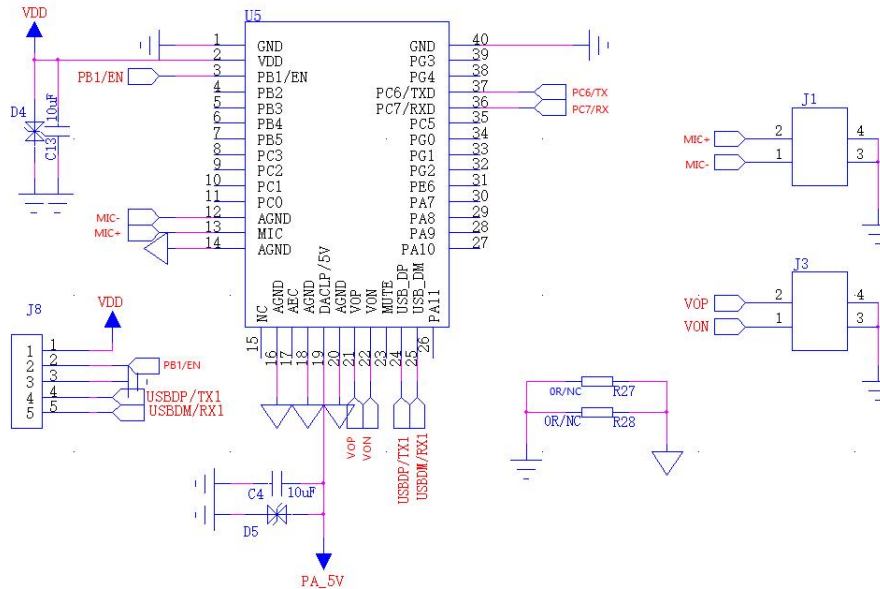 VDD
U5
1 GND
2 VDD
PB1/EN 3 PB1/EN
4 PB2
5 PB3
6 PB4
7 PB5
8 PC3
9 PC2
10 PC1
11 PC0
MIC- 12 AGND
MIC+ 13 MIC
14 AGND
GND 40
PG3 39
PG4 38
PC6/TXD 37 PC6/TX
PC7/RXD 36 PC7/RX
PC5 35
PG0 34
PG1 33
PG2 32
PE6 31
PA7 30
PA8 29
PA9 28
PA10 27
NC 15
AGND 16
AEC 17
AGND 18
DACLP/5V 19
AGND 20
VOP 21
VON 22
MUTE 23
USB_DP 24
USB_DM 25
PA11 26
D4
10uF
C13
J1
MIC+ 2 4
MIC- 1 3
J3
VOP 2 4
VON 1 3
J8
VDD
1 1
2 2 PB1/EN
3 3
4 4 USBDP/TX1
5 5 USBDM/RX1
VOP
VON
USBDP/TX1
USBDM/RX1
0R/NC R27
0R/NC R28
C4 10uF
D5
PA_5V